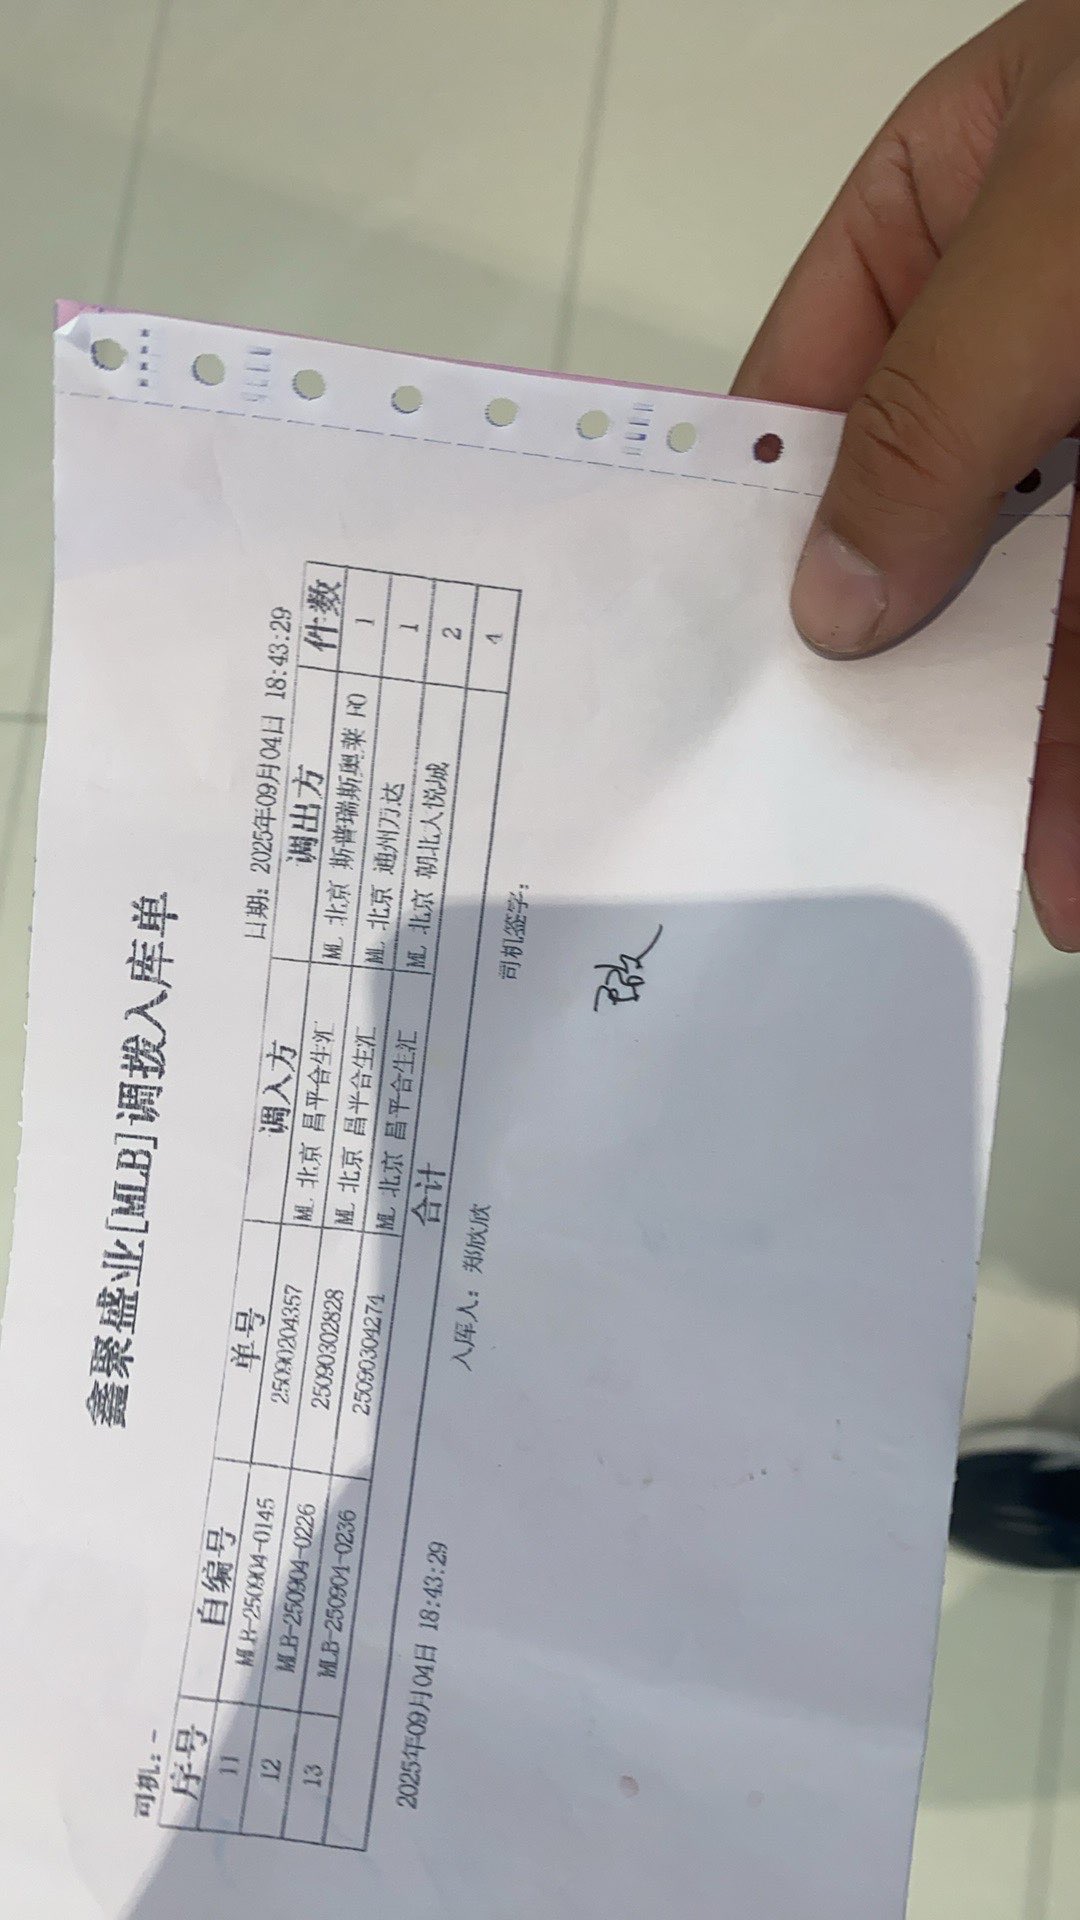 鑫聚盛业[MLB]调拨入库单
司机:- 日期: 2025年09月04日 18:43:29
序号 自编号 单号 调入方 调出方 件数
11 MLB-250904-0145 25090204357 ML 北京 昌平合生汇 ML 北京 斯普瑞斯奥莱 FO 1
12 MLB-250904-0226 25090302828 ML 北京 昌平合生汇 ML 北京 通州万达 1
13 MLB-250904-0236 25090304274 ML 北京 昌平合生汇 ML 北京 朝北大悦城 2
合计 4
2025年09月04日 18:43:29 入库人: 郑欣欣 司机签字: